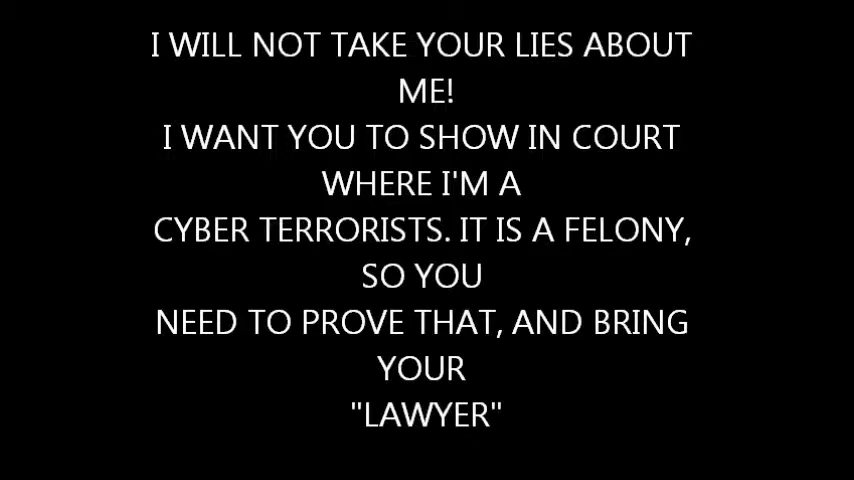 I WILL NOT TAKE YOUR LIES ABOUT
ME!
I WANT YOU TO SHOW IN COURT
WHERE I'M A
CYBER TERRORISTS. IT IS A FELONY,
SO YOU
NEED TO PROVE THAT, AND BRING
YOUR
"LAWYER"